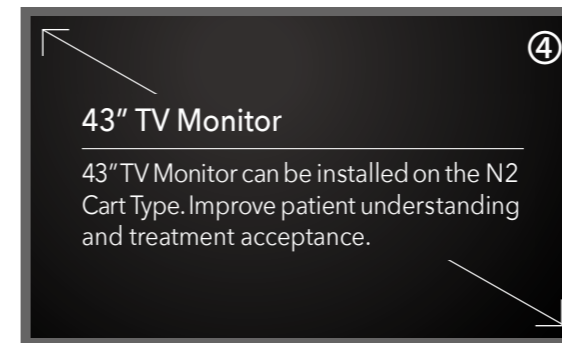 ④
43" TV Monitor
43" TV Monitor can be installed on the N2
Cart Type. Improve patient understanding
and treatment acceptance.